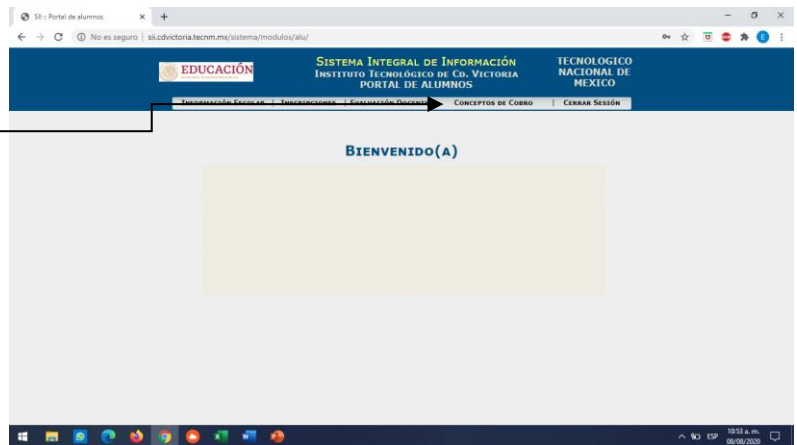 SII :: Portal de alumnos
No es seguro | sii.cdvictoria.tecnm.mx/sistema/modulos/alu/
EDUCACIÓN
SISTEMA INTEGRAL DE INFORMACIÓN
INSTITUTO TECNOLÓGICO DE CD. VICTORIA
PORTAL DE ALUMNOS
TECNOLOGICO
NACIONAL DE
MEXICO
INFORMACIÓN ESCOLAR | INSCRIPCIONES | EVALUACIÓN DOCENTE CONCEPTOS DE COBRO | CERRAR SESIÓN
BIENVENIDO(A)
ESP
10:53 a. m.
08/08/2020